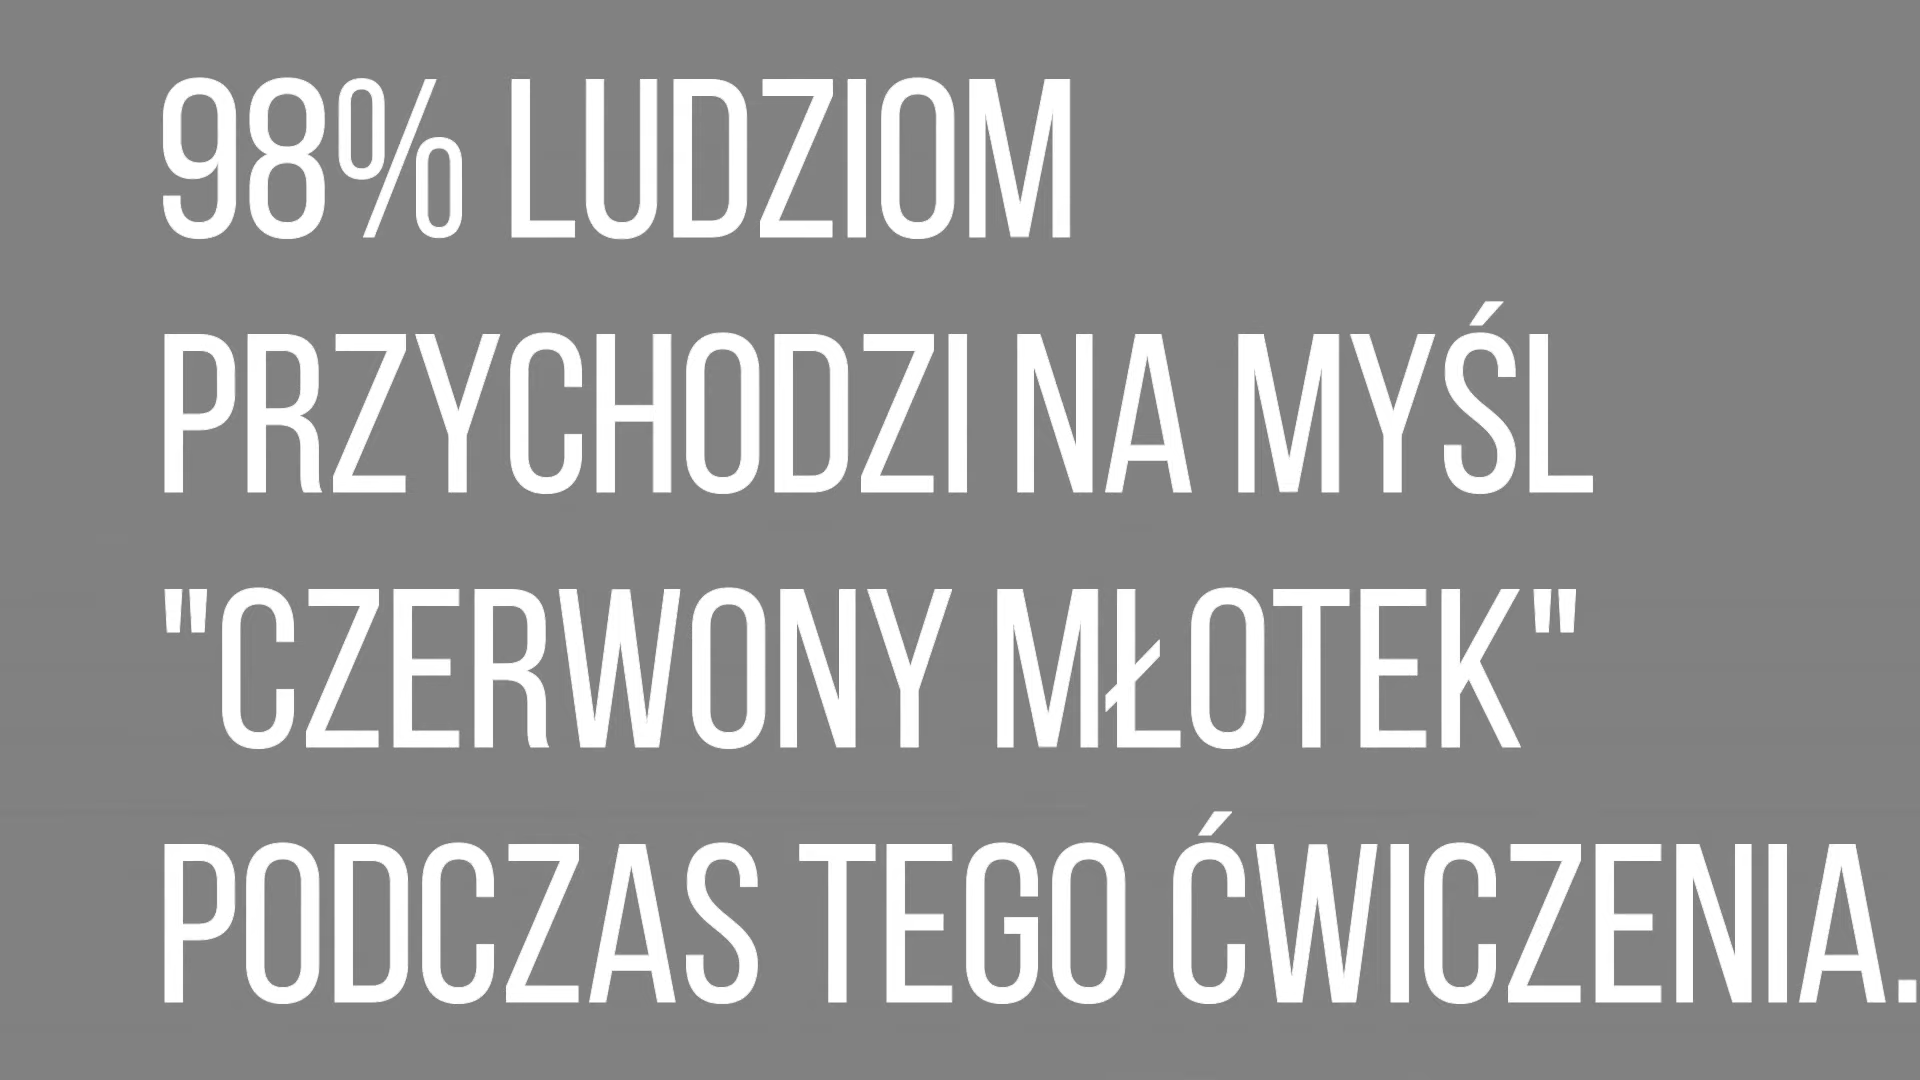 98% LUDZIOM
PRZYCHODZI NA MYŚL
"CZERWONY MŁOTEK"
PODCZAS TEGO ĆWICZENIA.